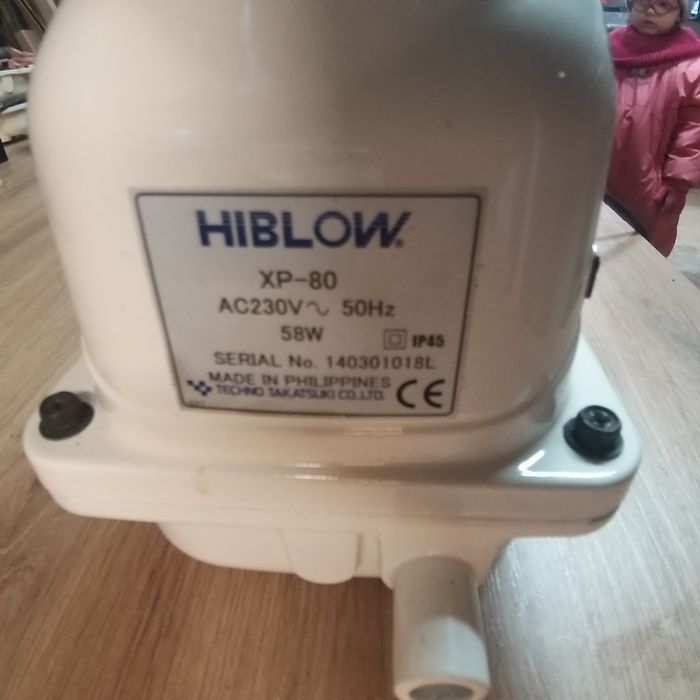 HIBLOW®
XP-80
AC230V~ 50Hz
58W
IP45
SERIAL No. 140301018L
MADE IN PHILIPPINES
TECHNO TAKATSUKI CO.,LTD.
CE